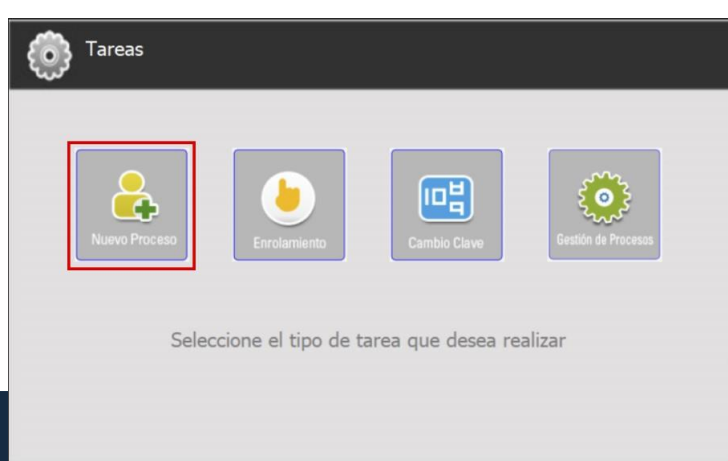 Tareas
Nuevo Proceso
Enrolamiento
Cambio Clave
Gestión de Procesos
Seleccione el tipo de tarea que desea realizar